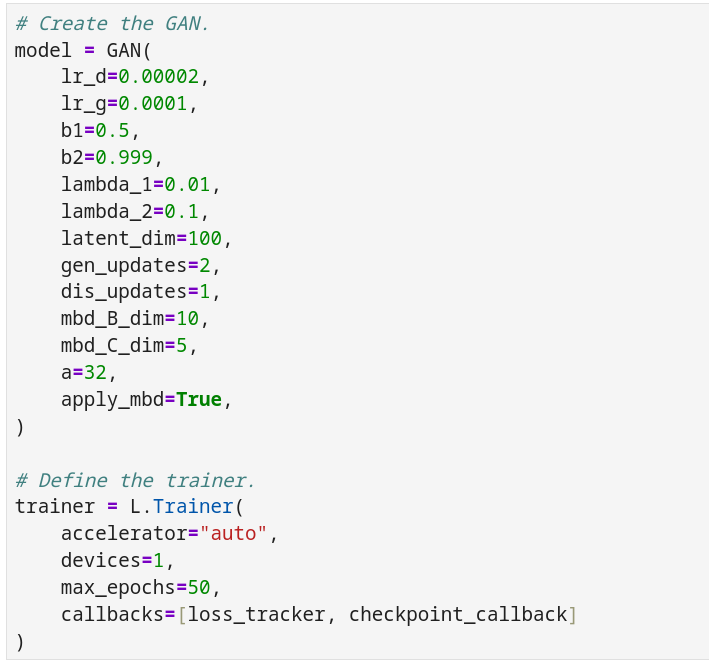 # Create the GAN.
model = GAN(
    lr_d=0.00002,
    lr_g=0.0001,
    b1=0.5,
    b2=0.999,
    lambda_1=0.01,
    lambda_2=0.1,
    latent_dim=100,
    gen_updates=2,
    dis_updates=1,
    mbd_B_dim=10,
    mbd_C_dim=5,
    a=32,
    apply_mbd=True,
)

# Define the trainer.
trainer = L.Trainer(
    accelerator="auto",
    devices=1,
    max_epochs=50,
    callbacks=[loss_tracker, checkpoint_callback]
)